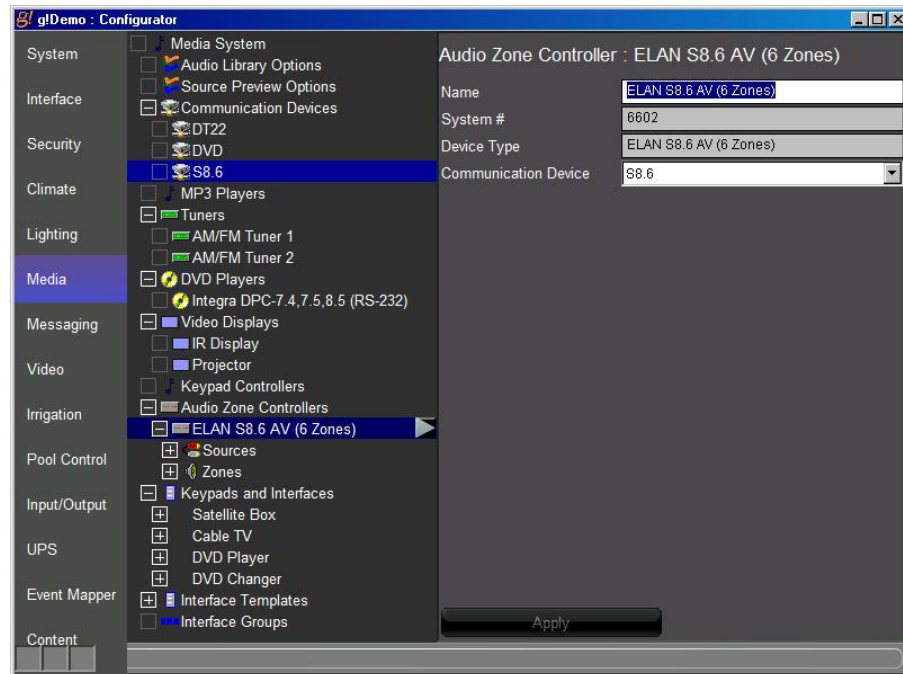 g! g!Demo : Configurator
System
Interface
Security
Climate
Lighting
Media
Messaging
Video
Irrigation
Pool Control
Input/Output
UPS
Event Mapper
Content
Media System
Audio Library Options
Source Preview Options
Communication Devices
DT22
DVD
S8.6
MP3 Players
Tuners
AM/FM Tuner 1
AM/FM Tuner 2
DVD Players
Integra DPC-7.4,7.5,8.5 (RS-232)
Video Displays
IR Display
Projector
Keypad Controllers
Audio Zone Controllers
ELAN S8.6 AV (6 Zones)
Sources
Zones
Keypads and Interfaces
Satellite Box
Cable TV
DVD Player
DVD Changer
Interface Templates
Interface Groups
Audio Zone Controller : ELAN S8.6 AV (6 Zones)
Name ELAN S8.6 AV (6 Zones)
System # 6602
Device Type ELAN S8.6 AV (6 Zones)
Communication Device S8.6
Apply